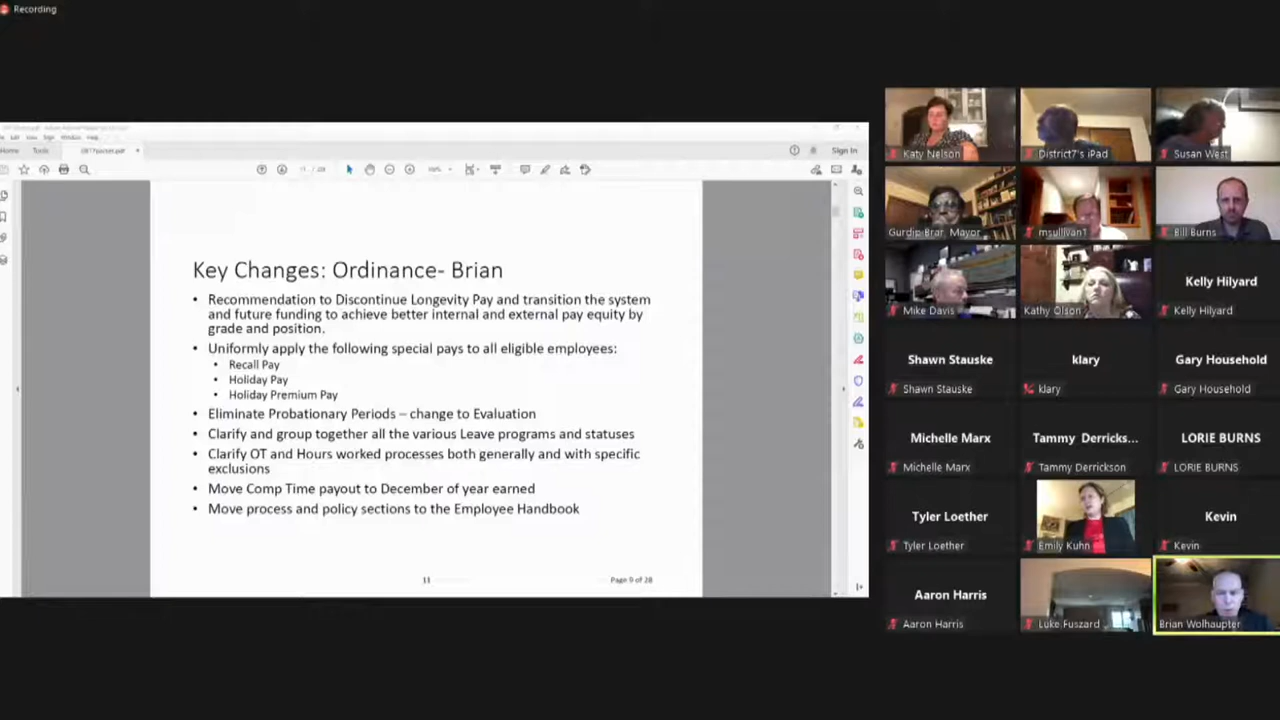 Recording
Home
Tools
Sign In
Key Changes: Ordinance- Brian
• Recommendation to Discontinue Longevity Pay and transition the system
and future funding to achieve better internal and external pay equity by
grade and position.
• Uniformly apply the following special pays to all eligible employees:
• Recall Pay
• Holiday Pay
• Holiday Premium Pay
• Eliminate Probationary Periods – change to Evaluation
• Clarify and group together all the various Leave programs and statuses
• Clarify OT and Hours worked processes both generally and with specific
exclusions
• Move Comp Time payout to December of year earned
• Move process and policy sections to the Employee Handbook
11
Page 9 of 28
Katy Nelson
District7's iPad
Susan West
Gurdip Brar, Mayor
msullivan1
Bill Burns
Mike Davis
Kathy Olson
Kelly Hilyard
Kelly Hilyard
Shawn Stauske
klary
Gary Household
Shawn Stauske
klary
Gary Household
Michelle Marx
Tammy Derricks...
LORIE BURNS
Michelle Marx
Tammy Derrickson
LORIE BURNS
Tyler Loether
Kevin
Tyler Loether
Emily Kuhn
Kevin
Aaron Harris
Aaron Harris
Luke Fuszard
Brian Wolhaupter